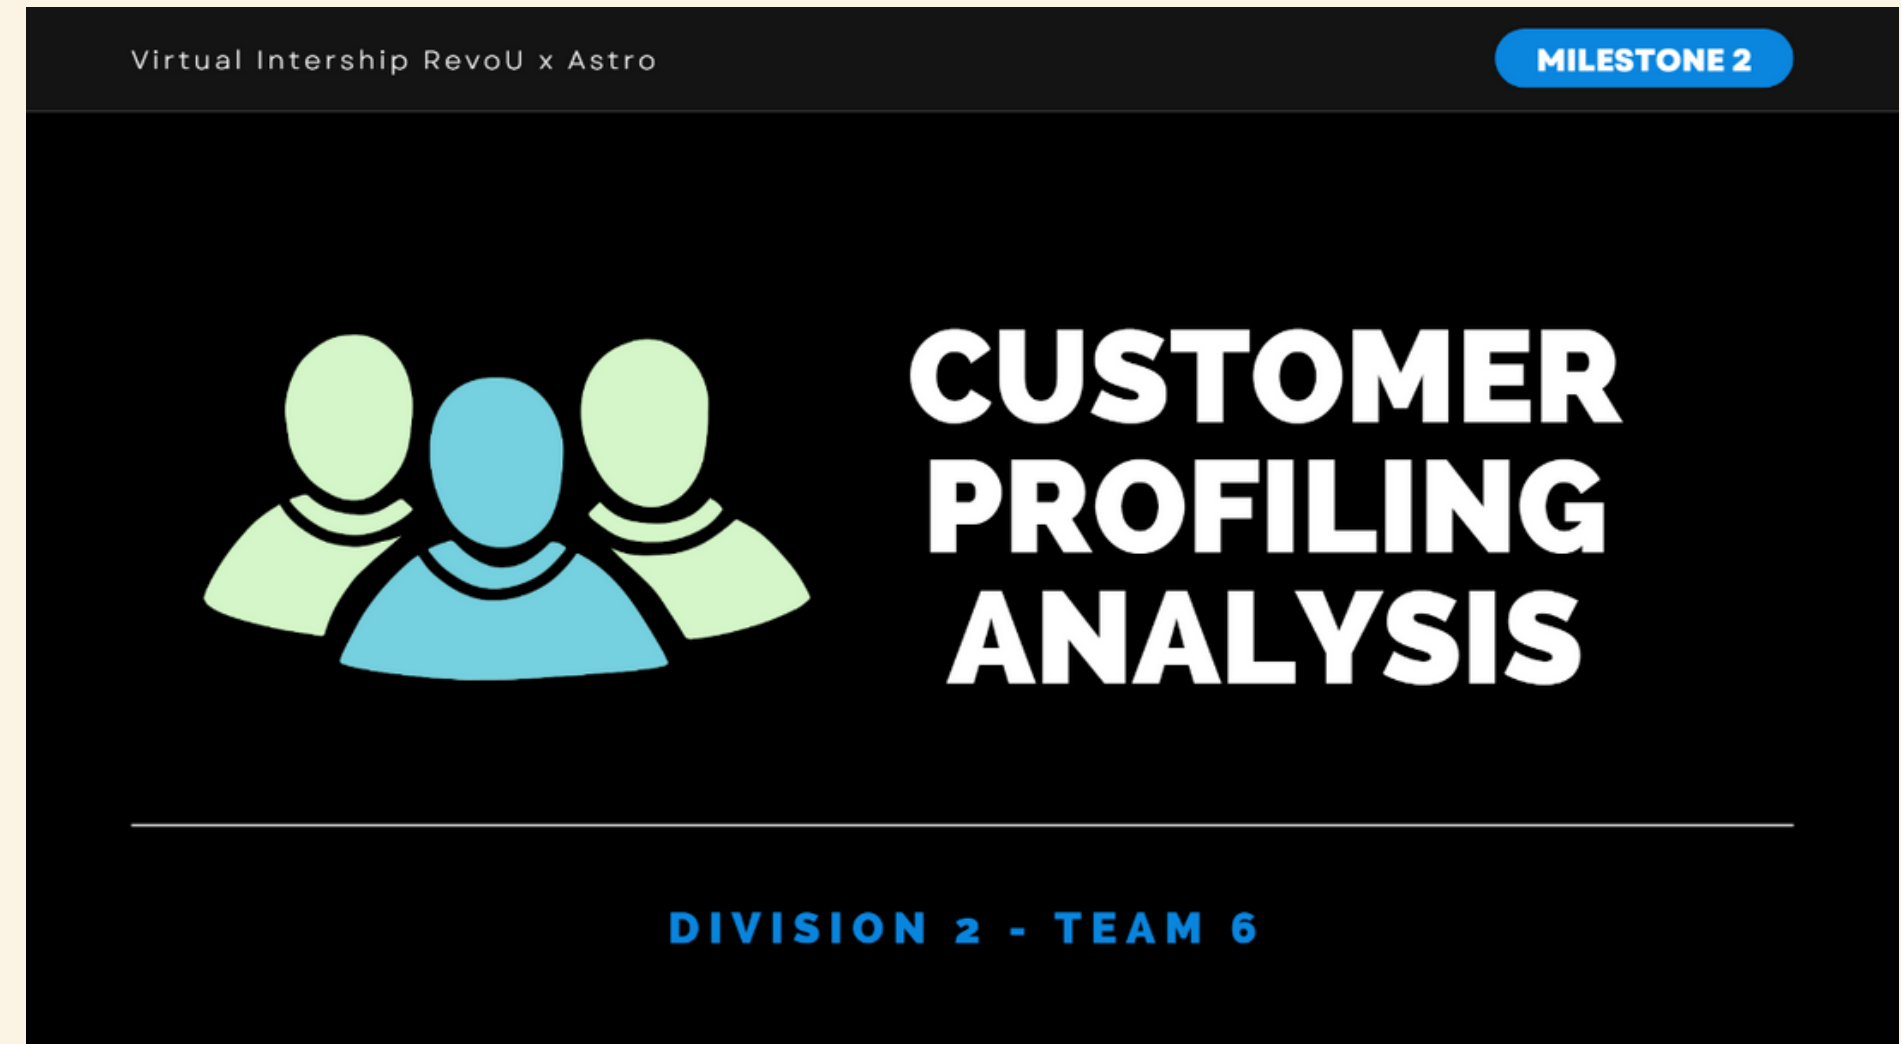 Virtual Intership RevoU x Astro
MILESTONE 2
CUSTOMER
PROFILING
ANALYSIS
DIVISION 2 - TEAM 6